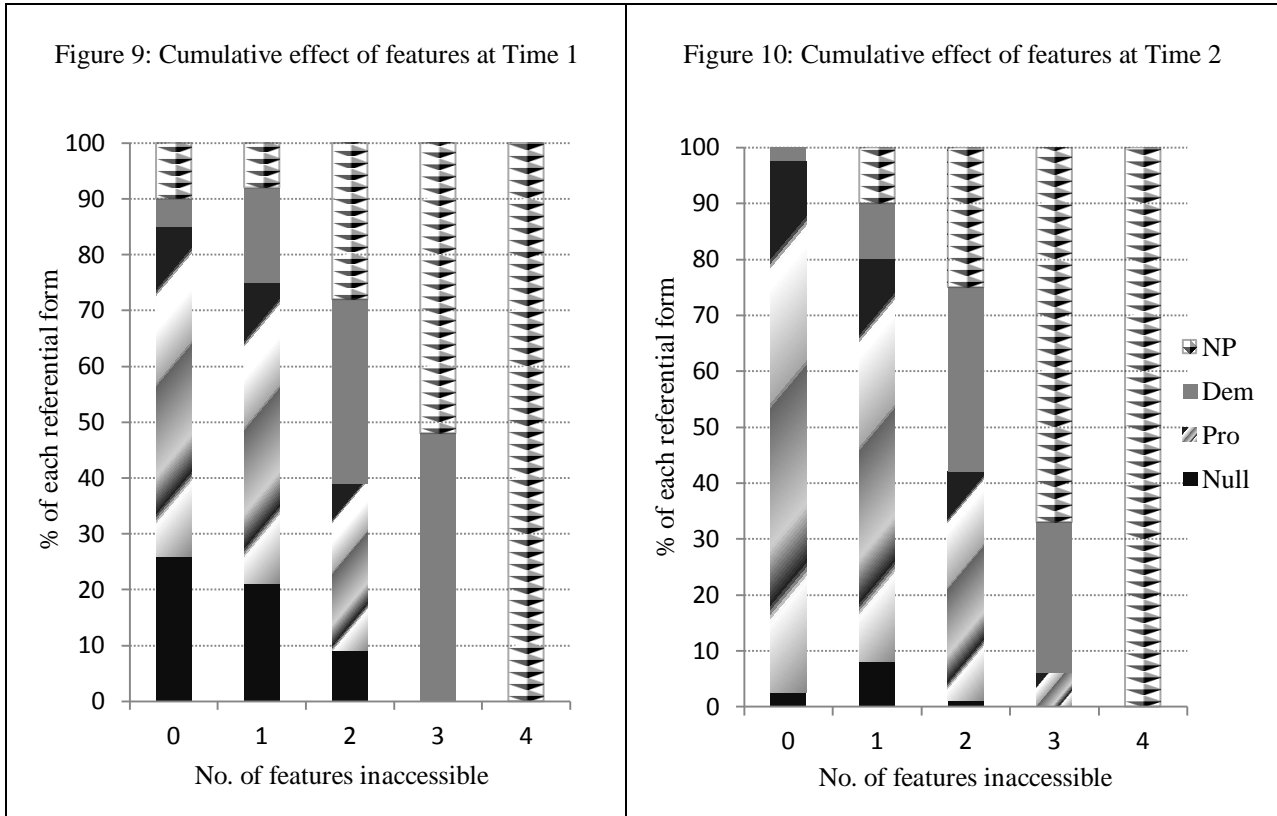 Figure 9: Cumulative effect of features at Time 1
% of each referential form
100
90
80
70
60
50
40
30
20
10
0
0 1 2 3 4
No. of features inaccessible
Figure 10: Cumulative effect of features at Time 2
% of each referential form
100
90
80
70
60
50
40
30
20
10
0
0 1 2 3 4
No. of features inaccessible
NP
Dem
Pro
Null